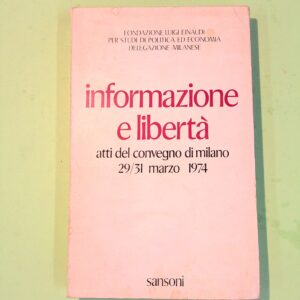 FONDAZIONE LUIGI EINAUDI
PER STUDI DI POLITICA ED ECONOMIA
DELEGAZIONE MILANESE
informazione
e libertà
atti del convegno di milano
29/31 marzo 1974
sansoni